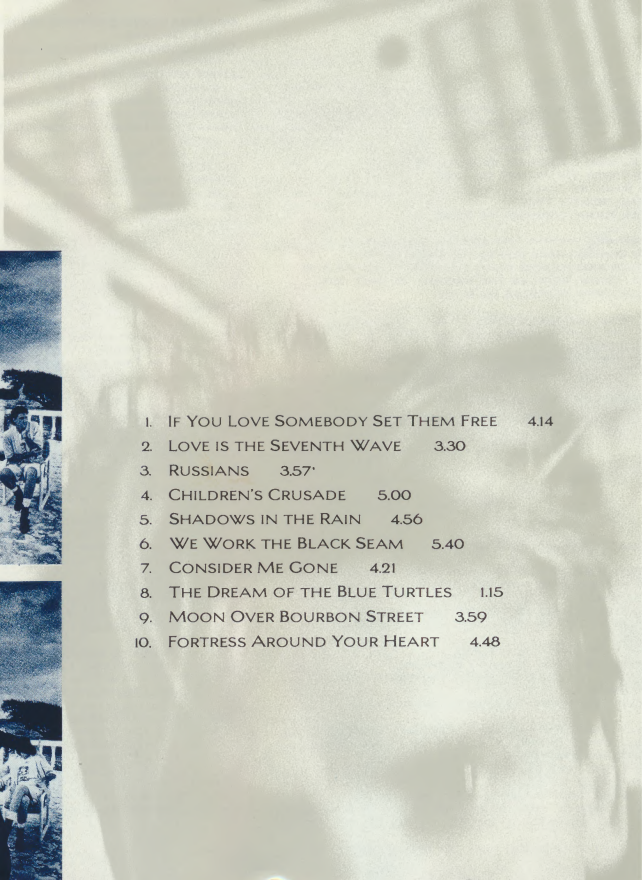 1. If You Love Somebody Set Them Free 4.14
2. Love is the Seventh Wave 3.30
3. Russians 3.57
4. Children's Crusade 5.00
5. Shadows in the Rain 4.56
6. We Work the Black Seam 5.40
7. Consider Me Gone 4.21
8. The Dream of the Blue Turtles 1.15
9. Moon Over Bourbon Street 3.59
10. Fortress Around Your Heart 4.48